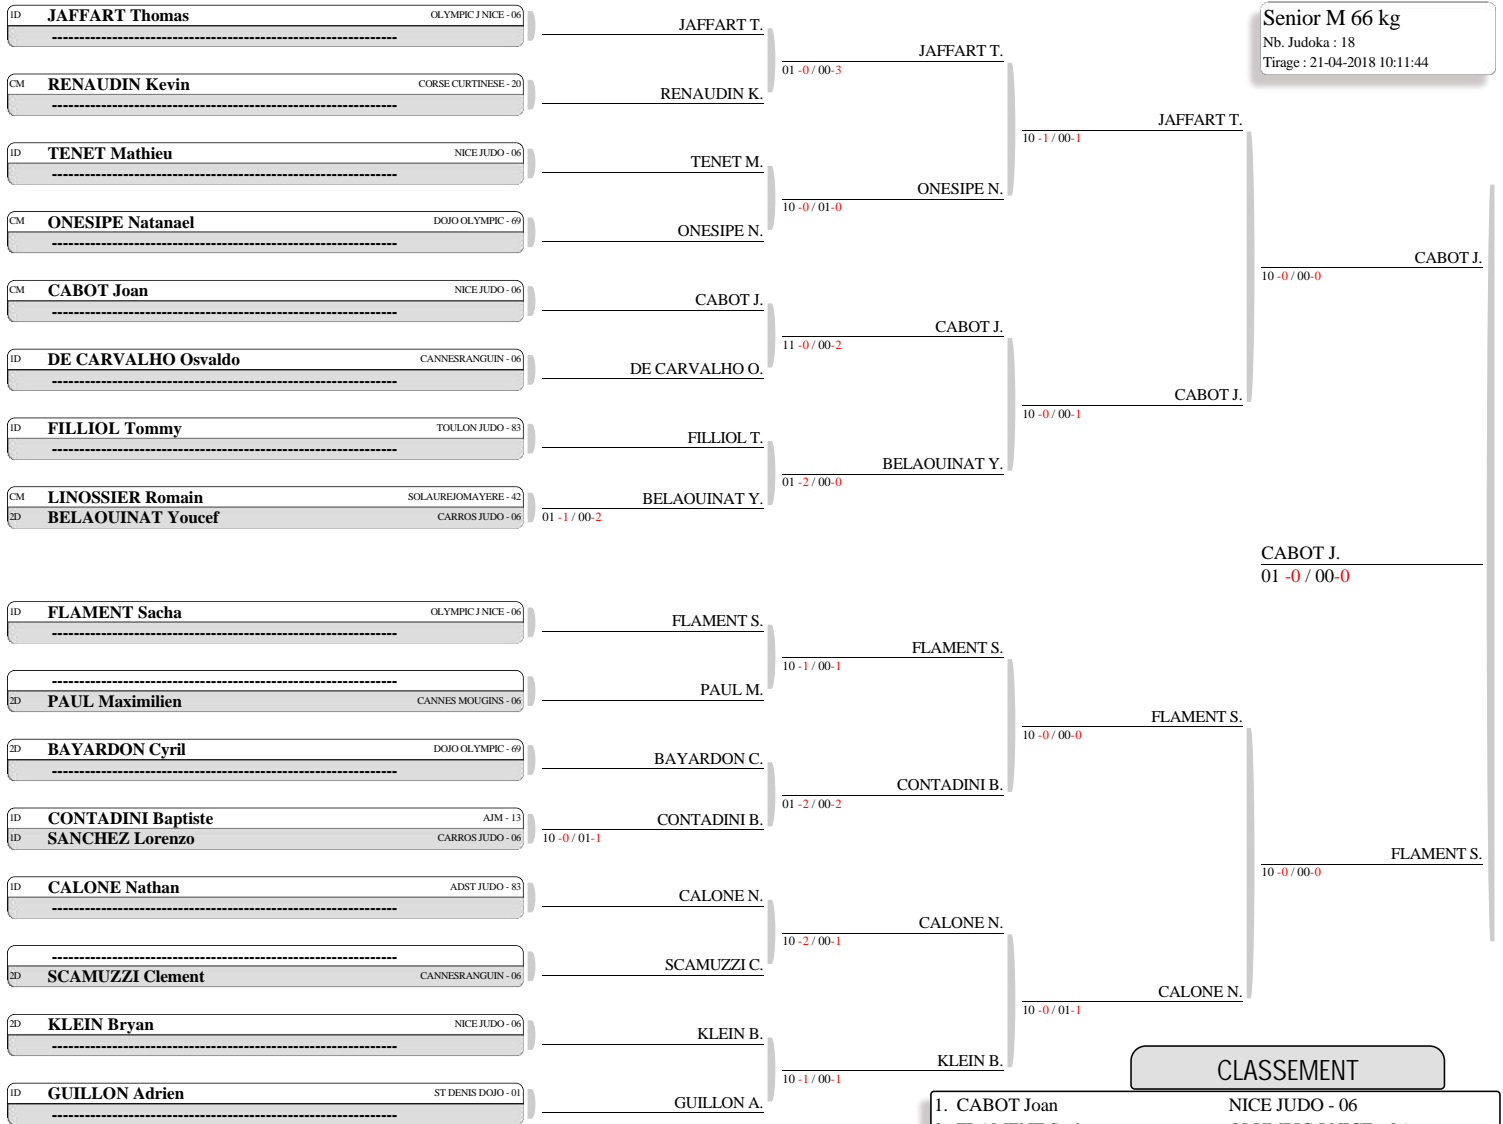 1D JAFFART Thomas OLYMPIC J NICE - 06
------------------------------------------------------------------
CM RENAUDIN Kevin CORSE CURTINESE - 20
------------------------------------------------------------------
1D TENET Mathieu NICE JUDO - 06
------------------------------------------------------------------
CM ONESIPE Natanael DOJO OLYMPIC - 69
------------------------------------------------------------------
CM CABOT Joan NICE JUDO - 06
------------------------------------------------------------------
1D DE CARVALHO Osvaldo CANNESRANGUIN - 06
------------------------------------------------------------------
1D FILLIOL Tommy TOULON JUDO - 83
------------------------------------------------------------------
CM LINOSSIER Romain SOLAUREJOMAYERE - 42
2D BELAOUINAT Youcef CARROS JUDO - 06
1D FLAMENT Sacha OLYMPIC J NICE - 06
------------------------------------------------------------------
------------------------------------------------------------------
2D PAUL Maximilien CANNES MOUGINS - 06
2D BAYARDON Cyril DOJO OLYMPIC - 69
------------------------------------------------------------------
1D CONTADINI Baptiste AJM - 13
1D SANCHEZ Lorenzo CARROS JUDO - 06
1D CALONE Nathan ADST JUDO - 83
------------------------------------------------------------------
------------------------------------------------------------------
2D SCAMUZZI Clement CANNESRANGUIN - 06
2D KLEIN Bryan NICE JUDO - 06
------------------------------------------------------------------
1D GUILLON Adrien ST DENIS DOJO - 01
------------------------------------------------------------------
JAFFART T.
RENAUDIN K.
TENET M.
ONESIPE N.
CABOT J.
DE CARVALHO O.
FILLIOL T.
BELAOUINAT Y.
01 -1 / 00-2
FLAMENT S.
PAUL M.
BAYARDON C.
CONTADINI B.
10 -0 / 01-1
CALONE N.
SCAMUZZI C.
KLEIN B.
GUILLON A.
JAFFART T.
01 -0 / 00-3
ONESIPE N.
10 -0 / 01-0
CABOT J.
11 -0 / 00-2
BELAOUINAT Y.
01 -2 / 00-0
FLAMENT S.
10 -1 / 00-1
CONTADINI B.
01 -2 / 00-2
CALONE N.
10 -2 / 00-1
KLEIN B.
10 -1 / 00-1
JAFFART T.
10 -1 / 00-1
CABOT J.
10 -0 / 00-1
FLAMENT S.
10 -0 / 00-0
CALONE N.
10 -0 / 01-1
Senior M 66 kg
Nb. Judoka : 18
Tirage : 21-04-2018 10:11:44
CABOT J.
10 -0 / 00-0
CABOT J.
01 -0 / 00-0
FLAMENT S.
10 -0 / 00-0
CLASSEMENT
1. CABOT Joan NICE JUDO - 06